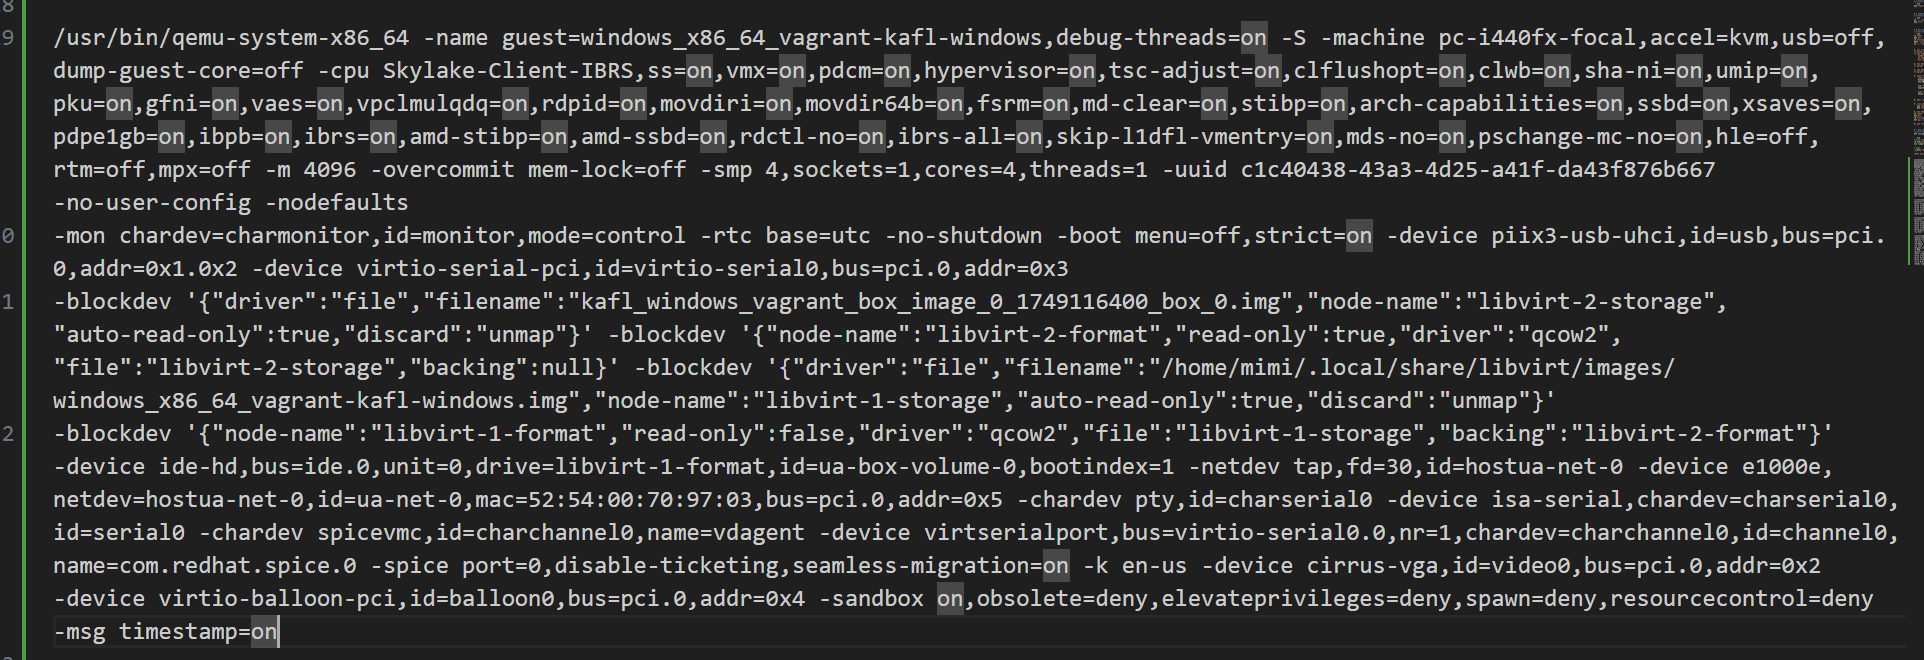 8
9 /usr/bin/qemu-system-x86_64 -name guest=windows_x86_64_vagrant-kafl-windows,debug-threads=on -S -machine pc-i440fx-focal,accel=kvm,usb=off,
dump-guest-core=off -cpu Skylake-Client-IBRS,ss=on,vmx=on,pdcm=on,hypervisor=on,tsc-adjust=on,clflushopt=on,clwb=on,sha-ni=on,umip=on,
pku=on,gfni=on,vaes=on,vpclmulqdq=on,rdpid=on,movdiri=on,movdir64b=on,fsrm=on,md-clear=on,stibp=on,arch-capabilities=on,ssbd=on,xsaves=on,
pdpe1gb=on,ibpb=on,ibrs=on,amd-stibp=on,amd-ssbd=on,rdctl-no=on,ibrs-all=on,skip-l1dfl-vmentry=on,mds-no=on,pschange-mc-no=on,hle=off,
rtm=off,mpx=off -m 4096 -overcommit mem-lock=off -smp 4,sockets=1,cores=4,threads=1 -uuid c1c40438-43a3-4d25-a41f-da43f876b667
-no-user-config -nodefaults
0 -mon chardev=charmonitor,id=monitor,mode=control -rtc base=utc -no-shutdown -boot menu=off,strict=on -device piix3-usb-uhci,id=usb,bus=pci.
0,addr=0x1.0x2 -device virtio-serial-pci,id=virtio-serial0,bus=pci.0,addr=0x3
1 -blockdev '{"driver":"file","filename":"kafl_windows_vagrant_box_image_0_1749116400_box_0.img","node-name":"libvirt-2-storage",
"auto-read-only":true,"discard":"unmap"}' -blockdev '{"node-name":"libvirt-2-format","read-only":true,"driver":"qcow2",
"file":"libvirt-2-storage","backing":null}' -blockdev '{"driver":"file","filename":"/home/mimi/.local/share/libvirt/images/
windows_x86_64_vagrant-kafl-windows.img","node-name":"libvirt-1-storage","auto-read-only":true,"discard":"unmap"}'
2 -blockdev '{"node-name":"libvirt-1-format","read-only":false,"driver":"qcow2","file":"libvirt-1-storage","backing":"libvirt-2-format"}'
-device ide-hd,bus=ide.0,unit=0,drive=libvirt-1-format,id=ua-box-volume-0,bootindex=1 -netdev tap,fd=30,id=hostua-net-0 -device e1000e,
netdev=hostua-net-0,id=ua-net-0,mac=52:54:00:70:97:03,bus=pci.0,addr=0x5 -chardev pty,id=charserial0 -device isa-serial,chardev=charserial0,
id=serial0 -chardev spicevmc,id=charchannel0,name=vdagent -device virtserialport,bus=virtio-serial0.0,nr=1,chardev=charchannel0,id=channel0,
name=com.redhat.spice.0 -spice port=0,disable-ticketing,seamless-migration=on -k en-us -device cirrus-vga,id=video0,bus=pci.0,addr=0x2
-device virtio-balloon-pci,id=balloon0,bus=pci.0,addr=0x4 -sandbox on,obsolete=deny,elevateprivileges=deny,spawn=deny,resourcecontrol=deny
-msg timestamp=on